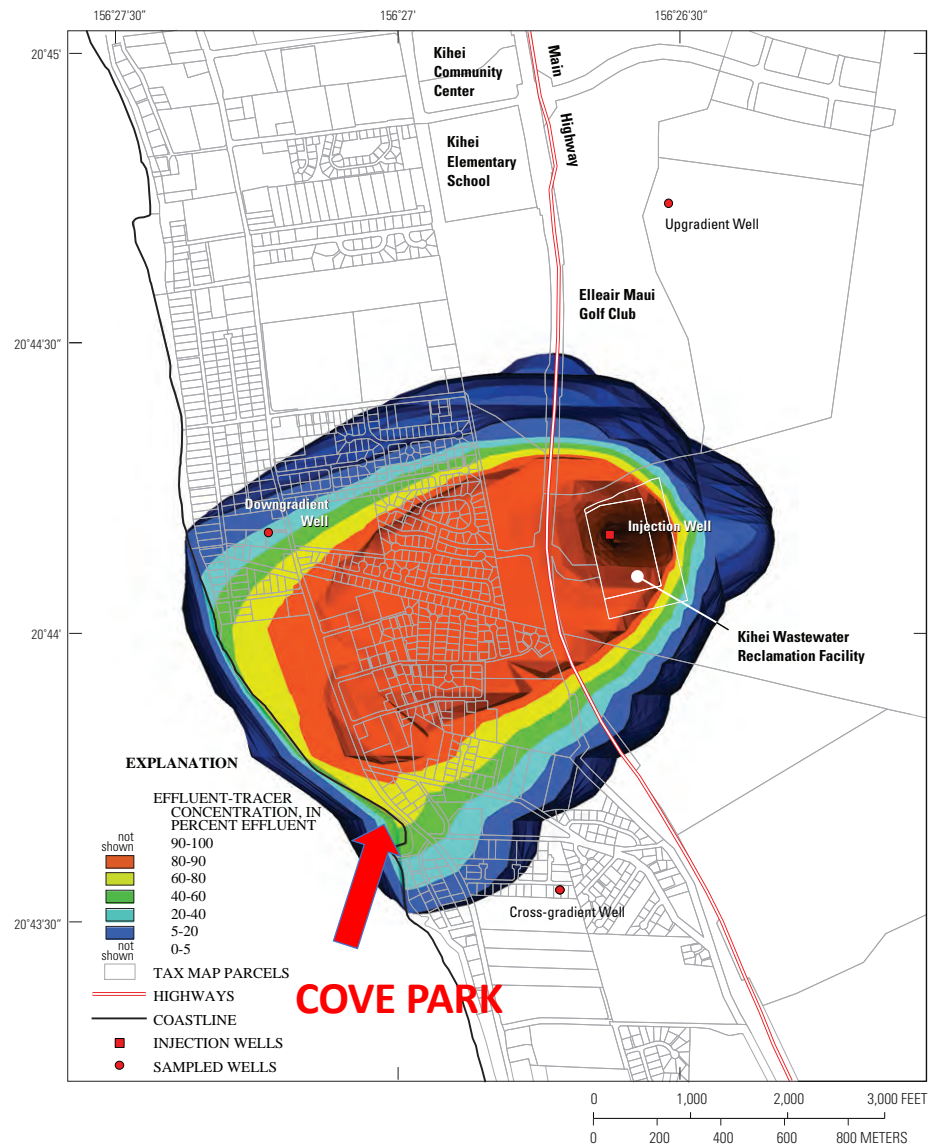 156°27'30"
156°27'
156°26'30"
20°45'
Kihei
Community
Center
Main
Highway
Kihei
Elementary
School
Upgradient Well
Elleair Maui
Golf Club
20°44'30"
Downgradient
Well
Injection Well
20°44'
Kihei Wastewater
Reclamation Facility
EXPLANATION
EFFLUENT-TRACER
CONCENTRATION, IN
PERCENT EFFLUENT
not
shown
90-100
80-90
60-80
40-60
20-40
5-20
not
shown
0-5
TAX MAP PARCELS
HIGHWAYS
COASTLINE
INJECTION WELLS
SAMPLED WELLS
20°43'30"
Cross-gradient Well
COVE PARK
0 1,000 2,000 3,000 FEET
0 200 400 600 800 METERS